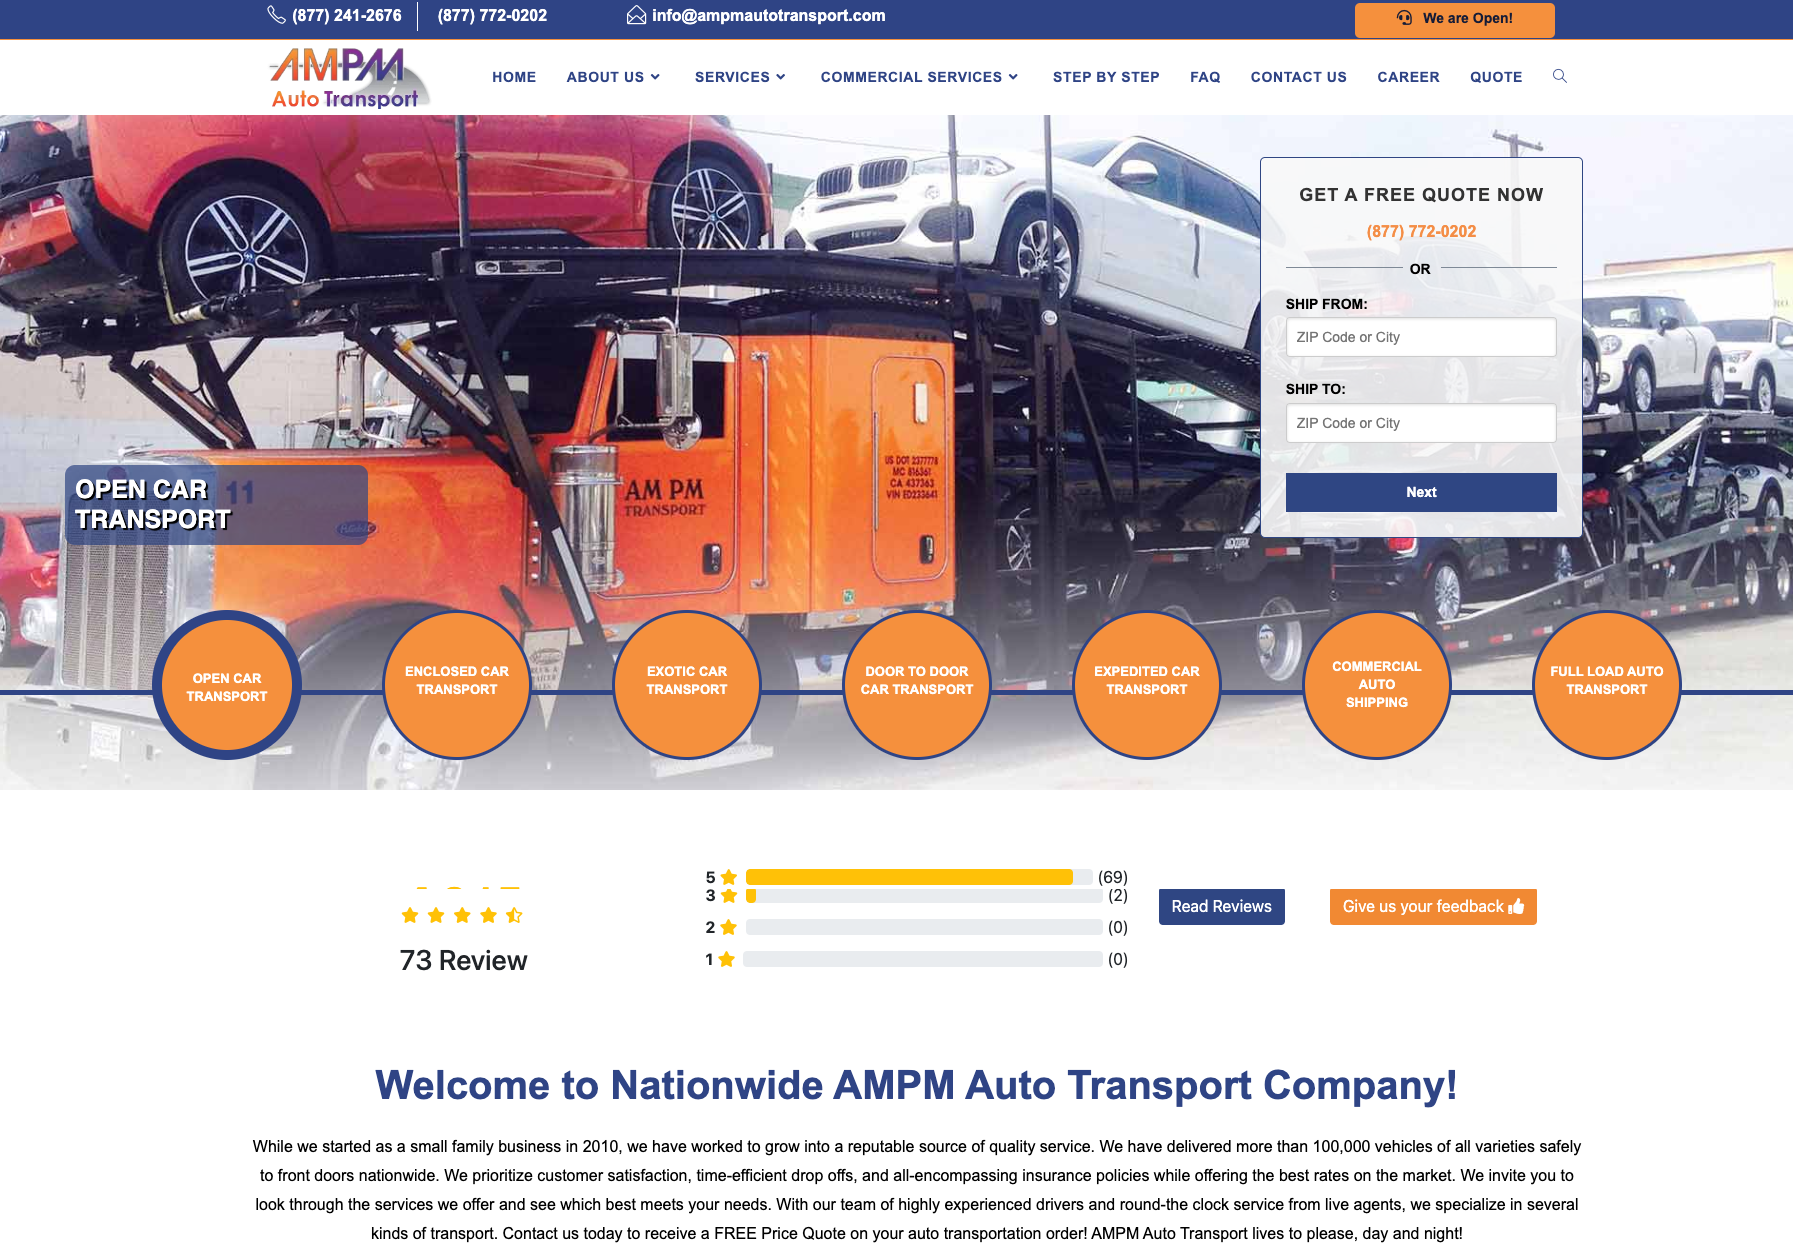 (877) 241-2676
(877) 772-0202
info@ampmautotransport.com
We are Open!
AMPM
Auto Transport
HOME
ABOUT US
SERVICES
COMMERCIAL SERVICES
STEP BY STEP
FAQ
CONTACT US
CAREER
QUOTE
GET A FREE QUOTE NOW
(877) 772-0202
OR
SHIP FROM:
ZIP Code or City
SHIP TO:
ZIP Code or City
Next
US DOT 2377778
MC 816361
CA 437363
VIN ED233641
AM PM
TRANSPORT
11
OPEN CAR
TRANSPORT
OPEN CAR
TRANSPORT
ENCLOSED CAR
TRANSPORT
EXOTIC CAR
TRANSPORT
DOOR TO DOOR
CAR TRANSPORT
EXPEDITED CAR
TRANSPORT
COMMERCIAL
AUTO
SHIPPING
FULL LOAD AUTO
TRANSPORT
73 Review
5 (69)
3 (2)
2 (0)
1 (0)
Read Reviews
Give us your feedback
Welcome to Nationwide AMPM Auto Transport Company!
While we started as a small family business in 2010, we have worked to grow into a reputable source of quality service. We have delivered more than 100,000 vehicles of all varieties safely
to front doors nationwide. We prioritize customer satisfaction, time-efficient drop offs, and all-encompassing insurance policies while offering the best rates on the market. We invite you to
look through the services we offer and see which best meets your needs. With our team of highly experienced drivers and round-the clock service from live agents, we specialize in several
kinds of transport. Contact us today to receive a FREE Price Quote on your auto transportation order! AMPM Auto Transport lives to please, day and night!